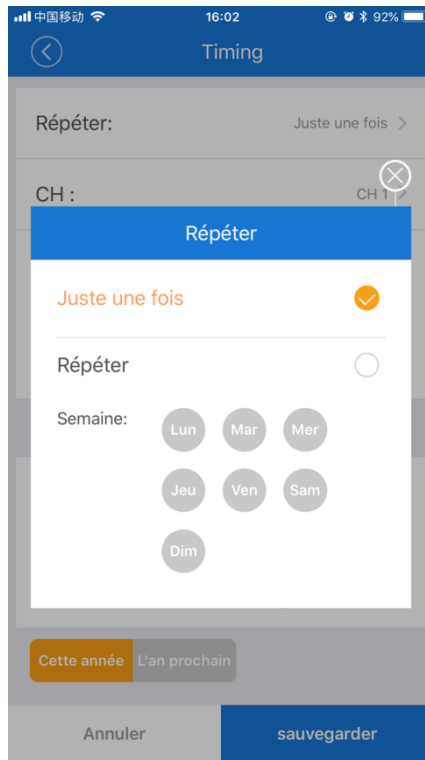 中国移动 16:02 92%
Timing
Répéter: Juste une fois
CH : CH 1
Répéter
Juste une fois
Répéter
Semaine: Lun Mar Mer
Jeu Ven Sam
Dim
Cette année L'an prochain
Annuler sauvegarder